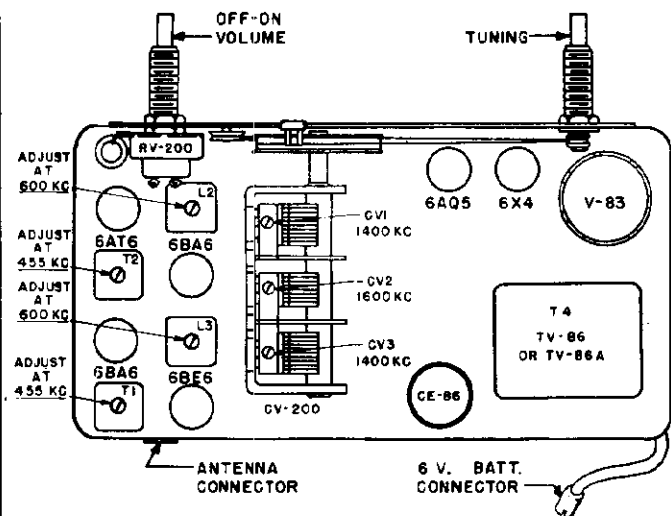 OFF-ON
VOLUME
TUNING
RV-200
ADJUST
AT
600 KC
L2
6AQ5
6X4
V-83
6AT6
6BA6
CV1
1400 KC
ADJUST
AT
455 KC
T2
CV2
1600 KC
ADJUST
AT
600 KC
L3
T4
TV-86
OR TV-86A
CV3
1400 KC
6BA6
6BE6
ADJUST
AT
455 KC
T1
CE-86
CV-200
ANTENNA
CONNECTOR
6 V. BATT.
CONNECTOR